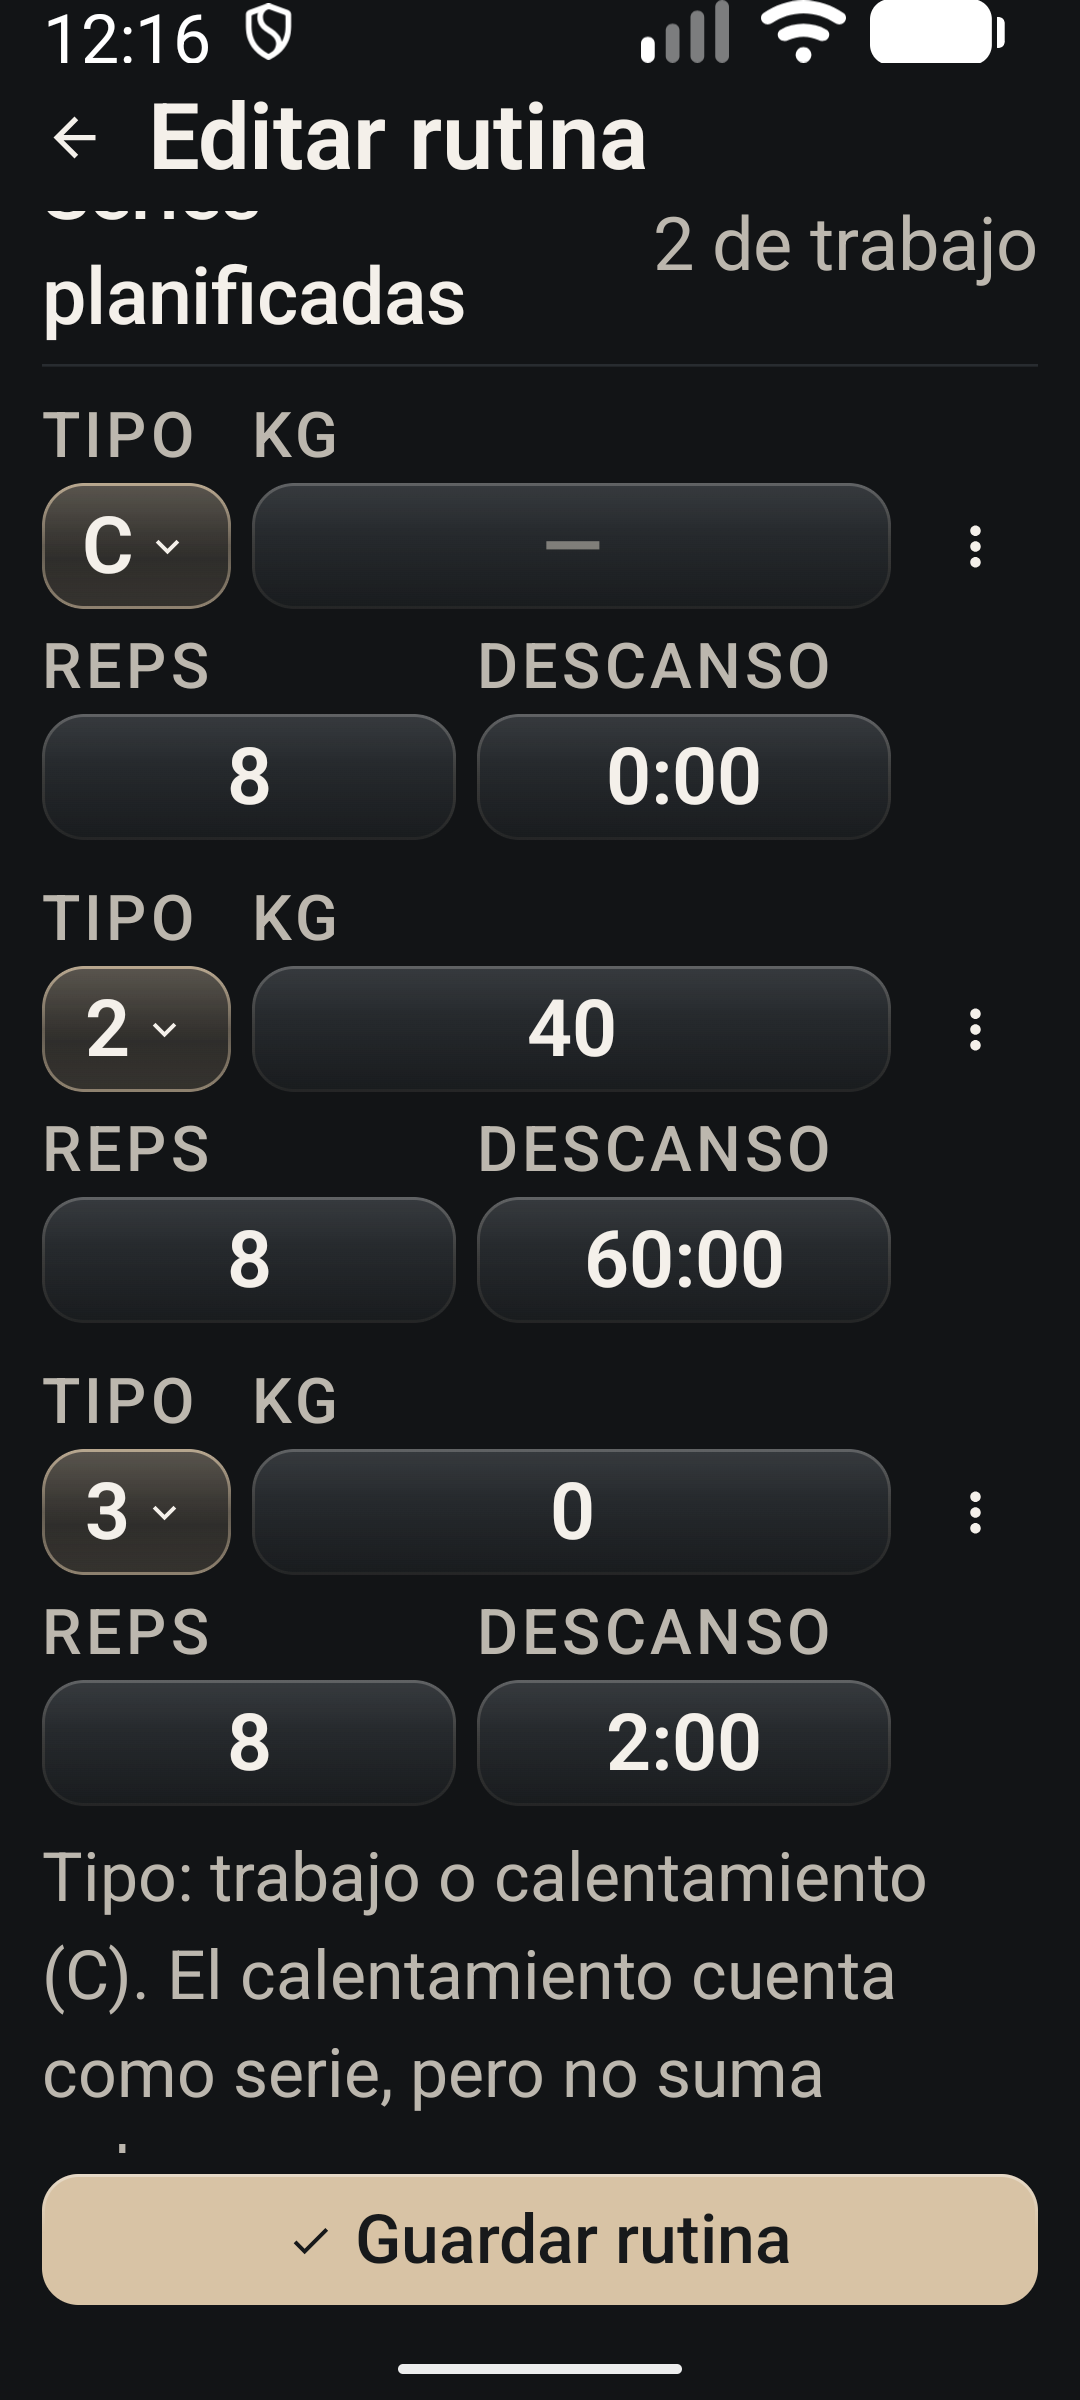 12:16
Editar rutina
planificadas
2 de trabajo
TIPO KG
C —
REPS DESCANSO
8 0:00
TIPO KG
2 40
REPS DESCANSO
8 60:00
TIPO KG
3 0
REPS DESCANSO
8 2:00
Tipo: trabajo o calentamiento
(C). El calentamiento cuenta
como serie, pero no suma
Guardar rutina